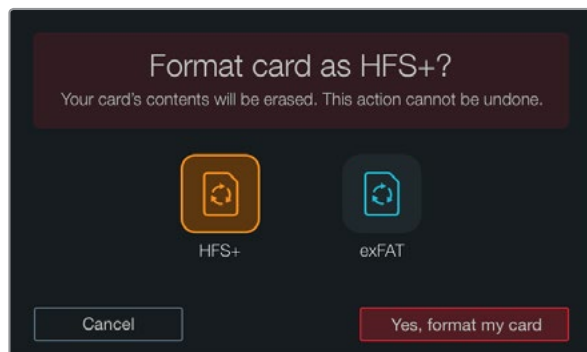 Format card as HFS+?
Your card's contents will be erased. This action cannot be undone.
HFS+
exFAT
Cancel
Yes, format my card